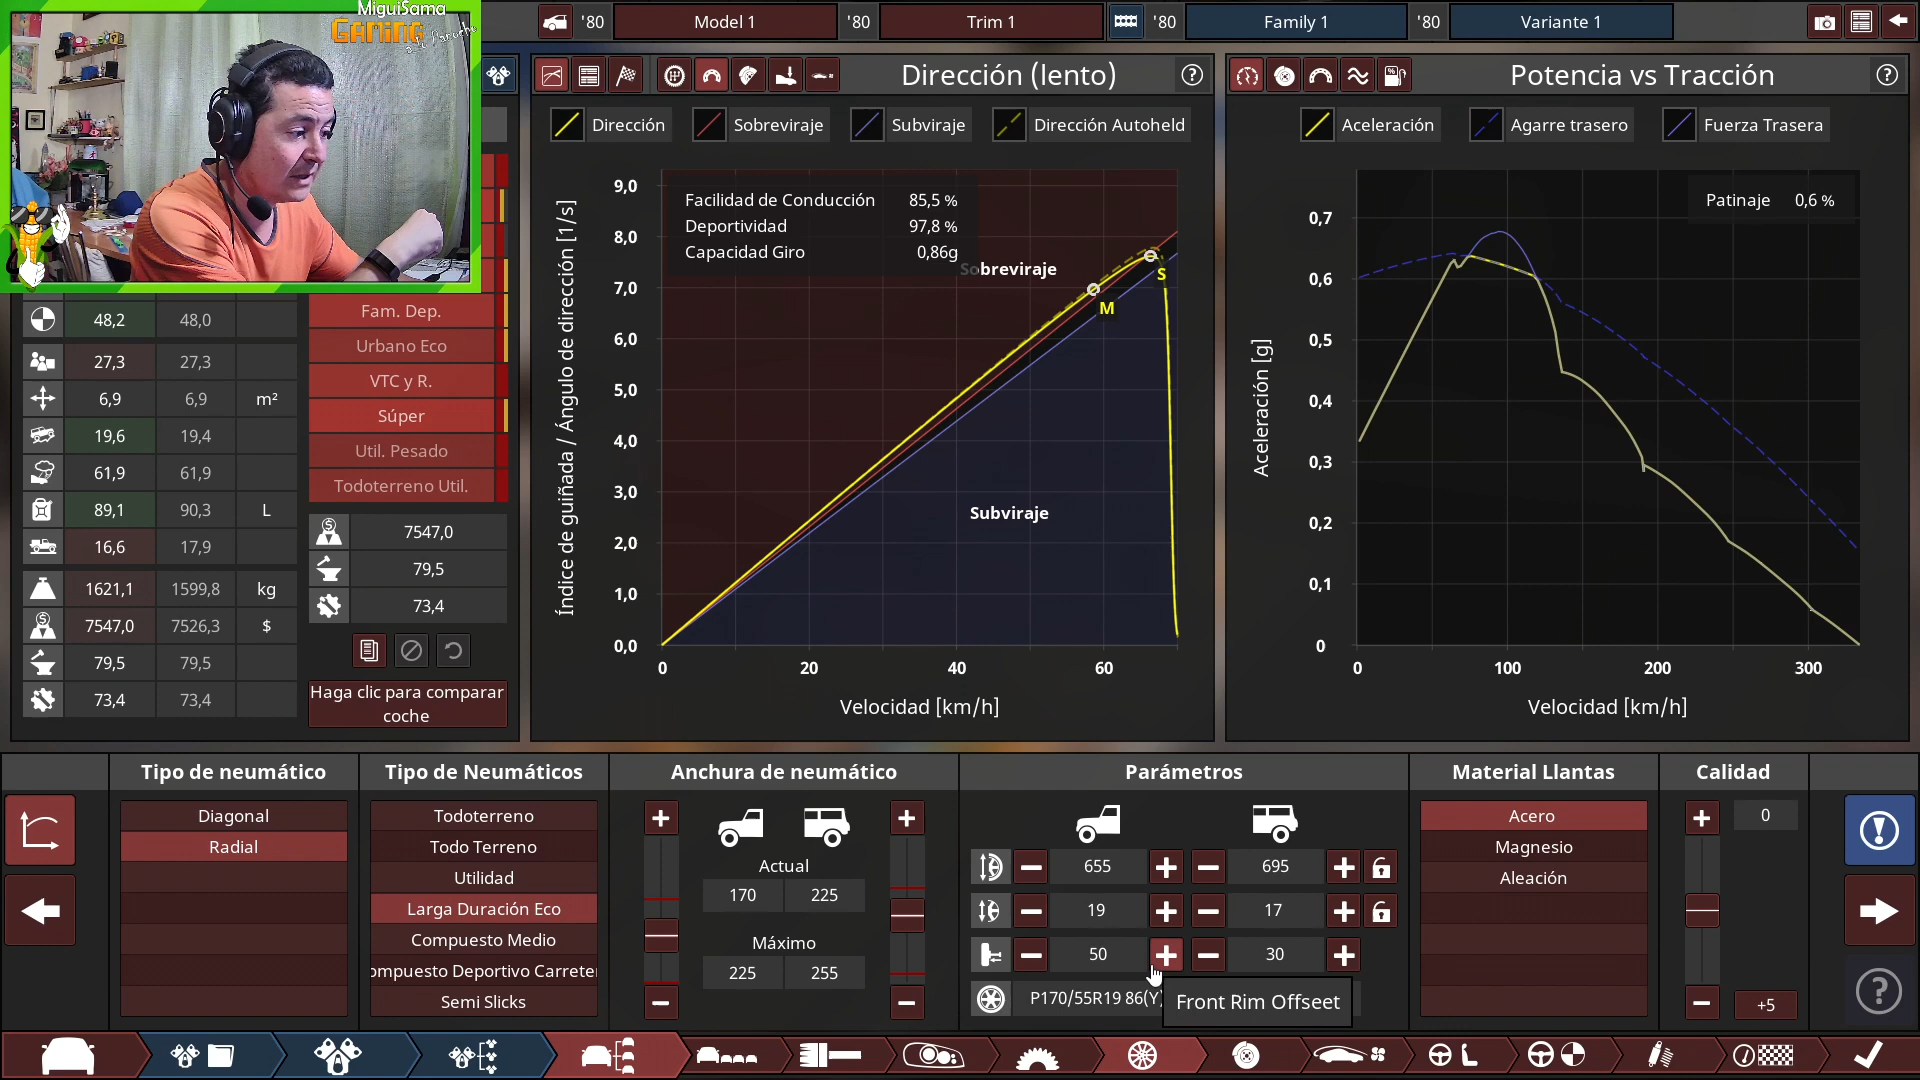 MiguiSama
GAMING
a la Parucho
'80
Model 1
'80
Trim 1
'80
Family 1
'80
Variante 1
Dirección (lento)
Potencia vs Tracción
Dirección
Sobreviraje
Subviraje
Dirección Autoheld
Aceleración
Agarre trasero
Fuerza Trasera
Facilidad de Conducción 85,5 %
Deportividad 97,8 %
Capacidad Giro 0,86g
Sobreviraje
Subviraje
M
S
Índice de guiñada / Ángulo de dirección [1/s]
9,0
8,0
7,0
6,0
5,0
4,0
3,0
2,0
1,0
0,0
0
20
40
60
Velocidad [km/h]
Patinaje 0,6 %
Aceleración [g]
0,7
0,6
0,5
0,4
0,3
0,2
0,1
0
0
100
200
300
Velocidad [km/h]
48,2 48,0
27,3 27,3
6,9 6,9 m²
19,6 19,4
61,9 61,9
89,1 90,3 L
16,6 17,9
1621,1 1599,8 kg
7547,0 7526,3 $
79,5 79,5
73,4 73,4
Fam. Dep.
Urbano Eco
VTC y R.
Súper
Util. Pesado
Todoterreno Util.
7547,0
79,5
73,4
Haga clic para comparar
coche
Tipo de neumático
Diagonal
Radial
Tipo de Neumáticos
Todoterreno
Todo Terreno
Utilidad
Larga Duración Eco
Compuesto Medio
ompuesto Deportivo Carreter
Semi Slicks
Anchura de neumático
Actual
170 225
Máximo
225 255
Parámetros
655 695
19 17
50 30
P170/55R19 86(Y)
Front Rim Offseet
Material Llantas
Acero
Magnesio
Aleación
Calidad
0
+5